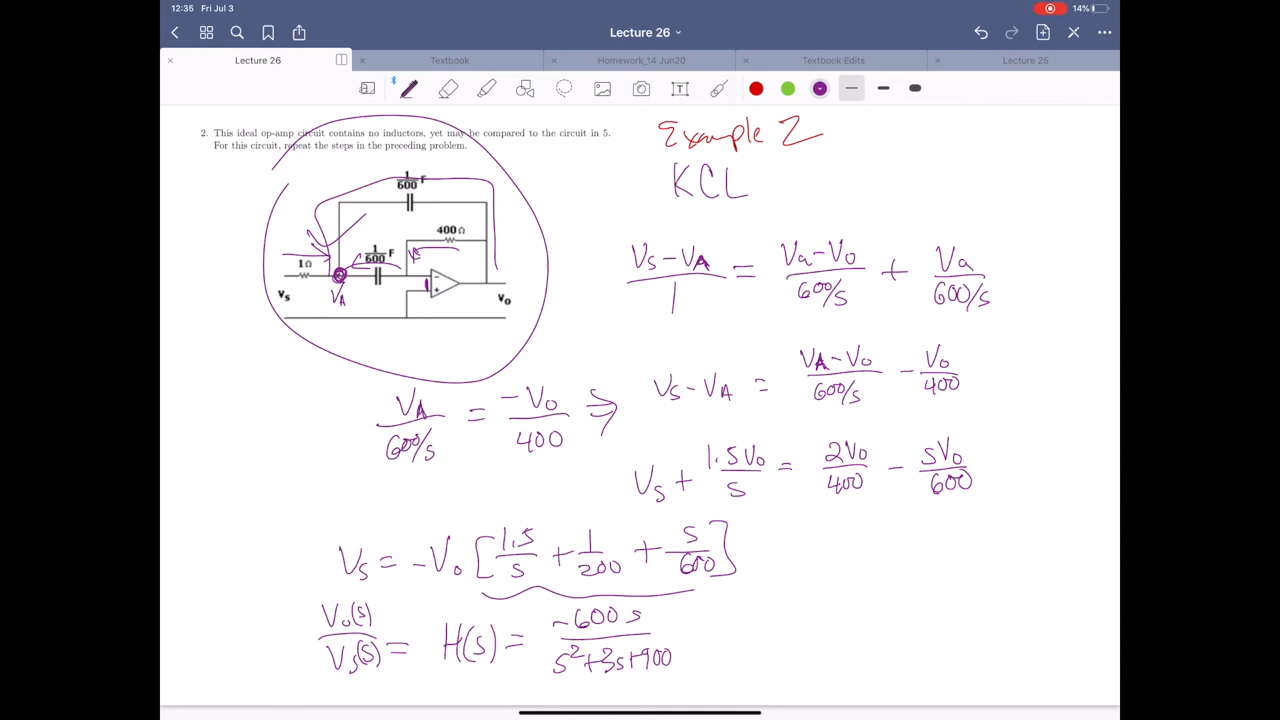 12:35 Fri Jul 3
14%
Lecture 26
Lecture 26
Textbook
Homework_14 Jun20
Textbook Edits
Lecture 25
2. This ideal op-amp circuit contains no inductors, yet may be compared to the circuit in 5.
For this circuit, repeat the steps in the preceding problem.
Example 2
KCL
1/600 F
400Ω
1/600 F
1Ω
VA
Vs
Vo
(Vs-VA)/1 = (Va-Vo)/(600/s) + Va/(600/s)
VA/(600/s) = -Vo/400 ⇒ Vs-VA = (VA-Vo)/(600/s) - Vo/400
Vs + 1.5Vo/s = 2Vo/400 - sVo/600
Vs = -Vo [1.5/s + 1/200 + s/600]
Vo(s)/Vs(s) = H(s) = -600s/(s²+3s+900)